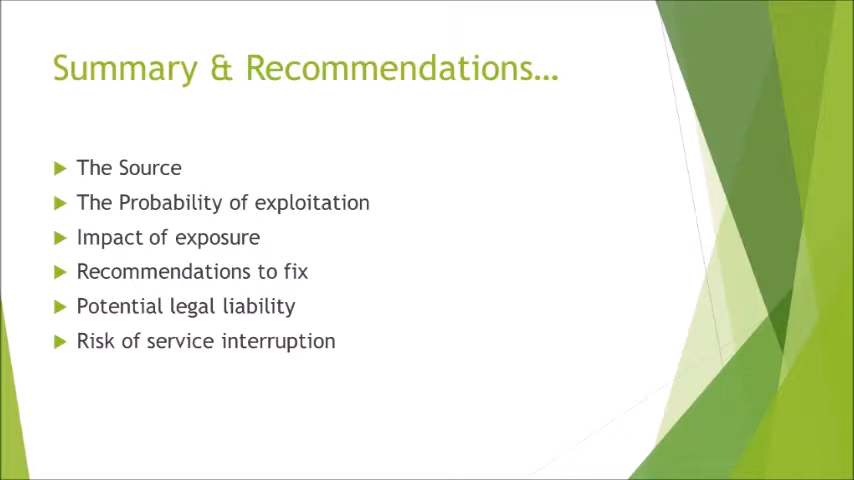 Summary & Recommendations…
The Source
The Probability of exploitation
Impact of exposure
Recommendations to fix
Potential legal liability
Risk of service interruption